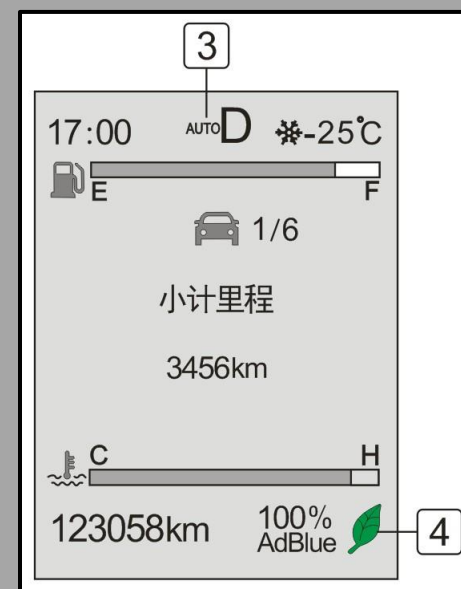 3
17:00 AUTO D -25℃
E F
1/6
小计里程
3456km
C H
123058km 100% AdBlue
4